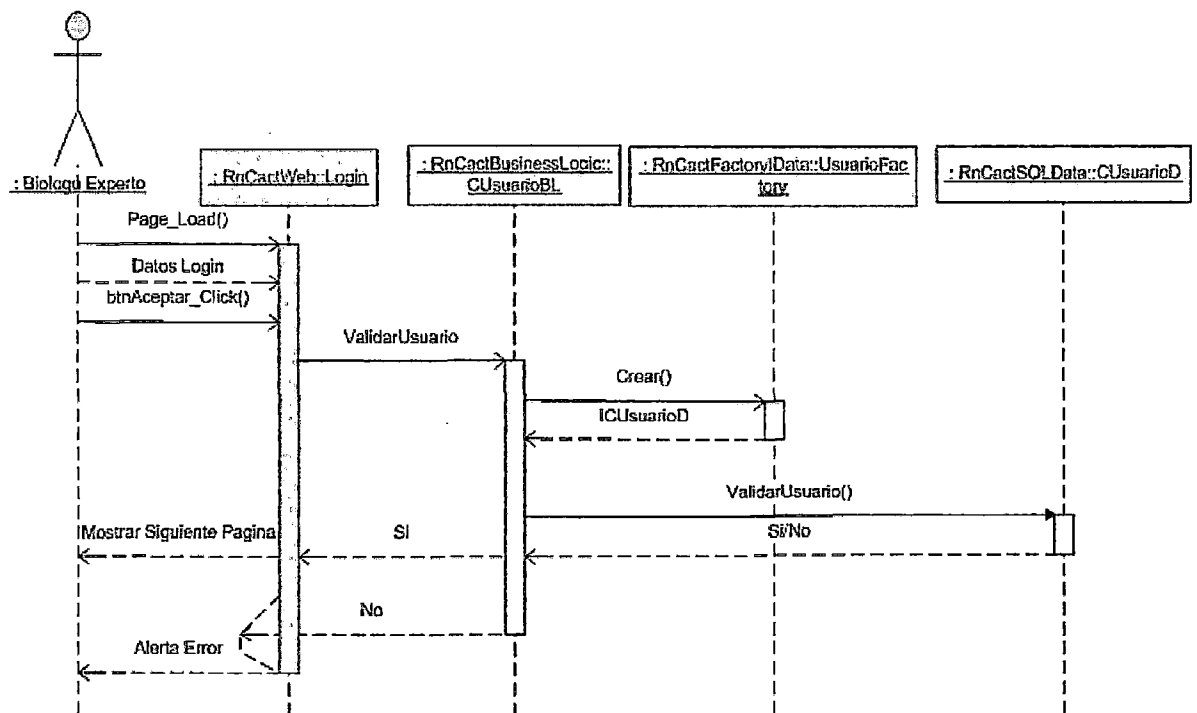 : Biologo Experto
: RnCactWeb::Login
: RnCactBusinessLogic::
CUsuarioBL
: RnCactFactoryIData::UsuarioFac
tory
: RnCactSQLData::CUsuarioD
Page_Load()
Datos Login
btnAceptar_Click()
ValidarUsuario
Crear()
ICUsuarioD
ValidarUsuario()
Si/No
SI
Mostrar Siguiente Pagina
No
Alerta Error